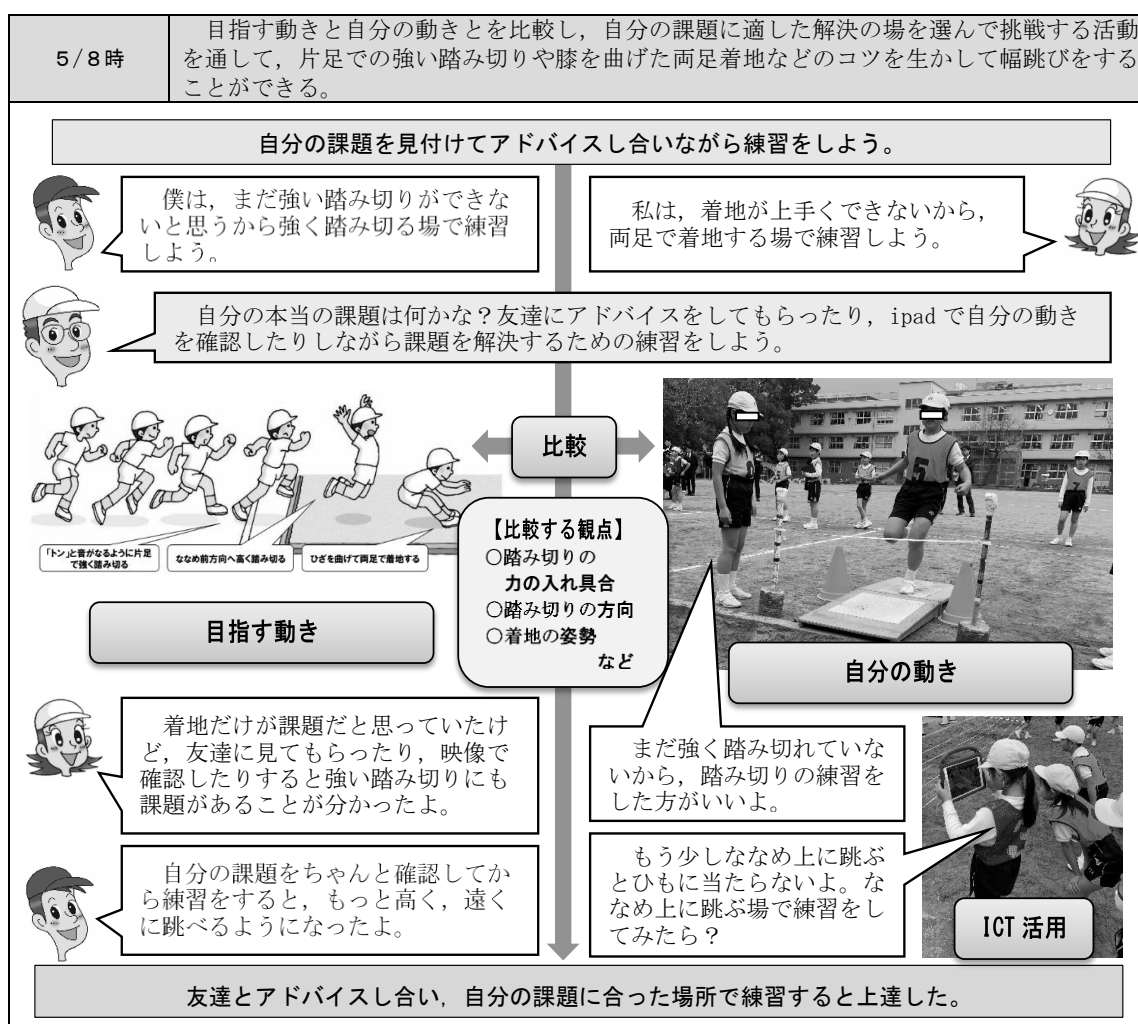 5/8時
目指す動きと自分の動きとを比較し，自分の課題に適した解決の場を選んで挑戦する活動
を通して，片足での強い踏み切りや膝を曲げた両足着地などのコツを生かして幅跳びをする
ことができる。
自分の課題を見付けてアドバイスし合いながら練習をしよう。
僕は，まだ強い踏み切りができな
いと思うから強く踏み切る場で練習
しよう。
私は，着地が上手くできないから，
両足で着地する場で練習しよう。
自分の本当の課題は何かな？友達にアドバイスをしてもらったり，ipadで自分の動き
を確認したりしながら課題を解決するための練習をしよう。
比較
「トン」と音がなるように片足
で強く踏み切る
ななめ前方向へ高く踏み切る
ひざを曲げて両足で着地する
【比較する観点】
○踏み切りの
力の入れ具合
○踏み切りの方向
○着地の姿勢
など
5
目指す動き
自分の動き
着地だけが課題だと思っていたけ
ど，友達に見てもらったり，映像で
確認したりすると強い踏み切りにも
課題があることが分かったよ。
まだ強く踏み切れていな
いから，踏み切りの練習を
した方がいいよ。
自分の課題をちゃんと確認してか
ら練習をすると，もっと高く，遠く
に跳べるようになったよ。
もう少しななめ上に跳ぶ
とひもに当たらないよ。な
なめ上に跳ぶ場で練習をし
てみたら？
ICT活用
友達とアドバイスし合い，自分の課題に合った場所で練習すると上達した。